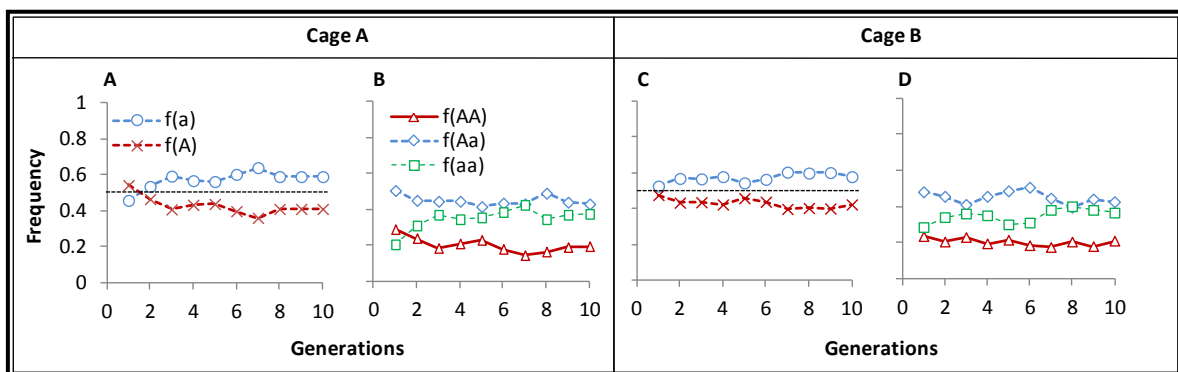 Cage A
Cage B
A
B
C
D
Frequency
1
0.8
0.6
0.4
0.2
0
f(a)
f(A)
f(AA)
f(Aa)
f(aa)
0 2 4 6 8 10
0 2 4 6 8 10
0 2 4 6 8 10
0 2 4 6 8 10
Generations
Generations